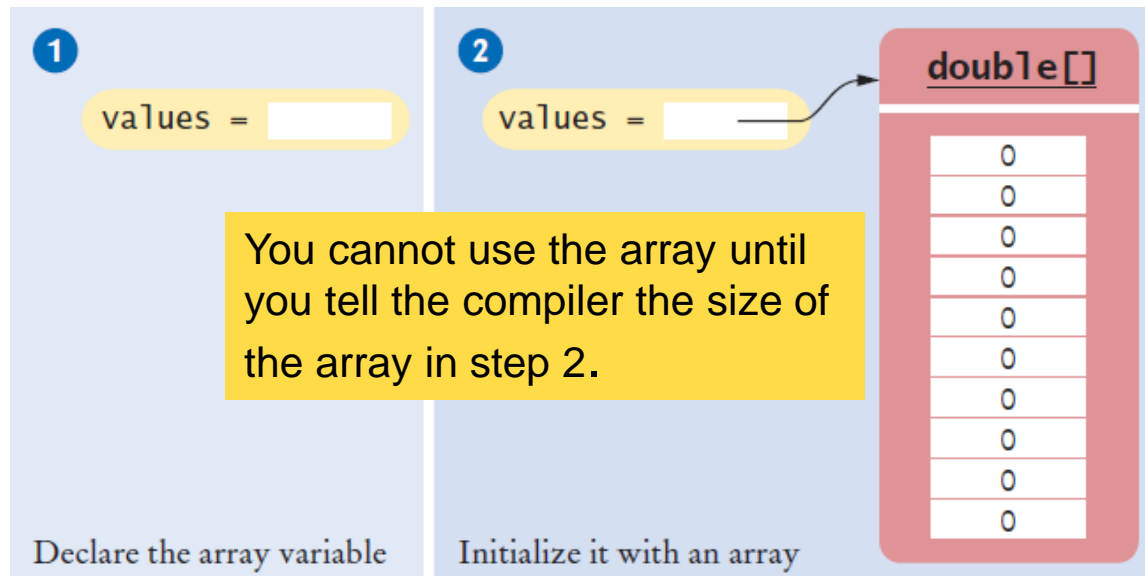 1
values =
Declare the array variable
2
values =
Initialize it with an array
double[]
0
0
0
0
0
0
0
0
0
0
You cannot use the array until
you tell the compiler the size of
the array in step 2.